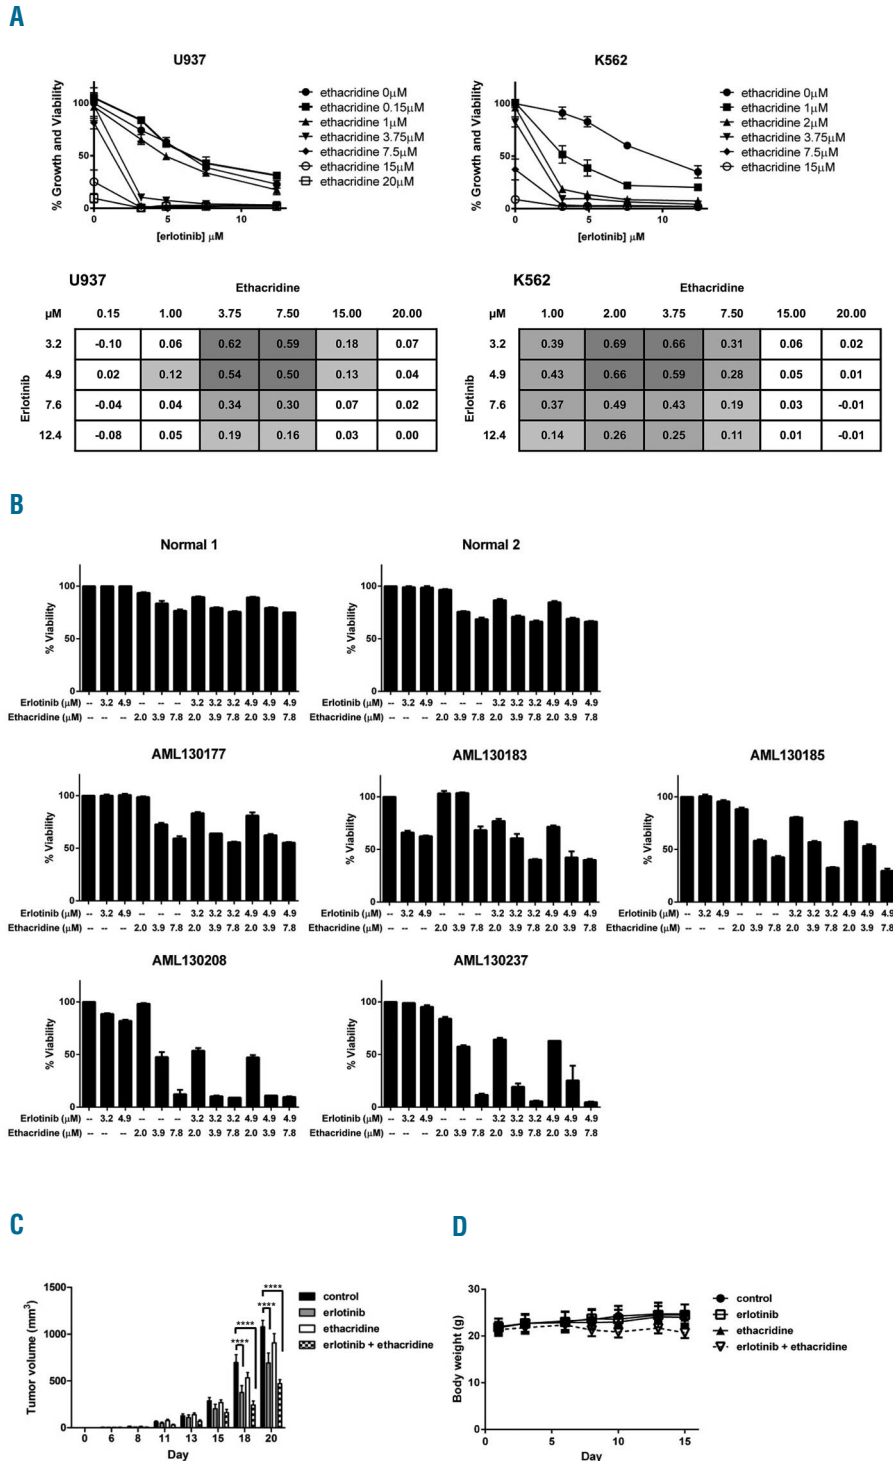 A
U937
% Growth and Viability
100
50
0
0 5 10
[erlotinib] μM
ethacridine 0μM
ethacridine 0.15μM
ethacridine 1μM
ethacridine 3.75μM
ethacridine 7.5μM
ethacridine 15μM
ethacridine 20μM
K562
% Growth and Viability
100
50
0
0 5 10
[erlotinib] μM
ethacridine 0μM
ethacridine 1μM
ethacridine 2μM
ethacridine 3.75μM
ethacridine 7.5μM
ethacridine 15μM
U937
Ethacridine
μM 0.15 1.00 3.75 7.50 15.00 20.00
Erlotinib
3.2 -0.10 0.06 0.62 0.59 0.18 0.07
4.9 0.02 0.12 0.54 0.50 0.13 0.04
7.6 -0.04 0.04 0.34 0.30 0.07 0.02
12.4 -0.08 0.05 0.19 0.16 0.03 0.00
K562
Ethacridine
μM 1.00 2.00 3.75 7.50 15.00 20.00
Erlotinib
3.2 0.39 0.69 0.66 0.31 0.06 0.02
4.9 0.43 0.66 0.59 0.28 0.05 0.01
7.6 0.37 0.49 0.43 0.19 0.03 -0.01
12.4 0.14 0.26 0.25 0.11 0.01 -0.01
B
Normal 1
% Viability
100
50
0
Erlotinib (μM) -- 3.2 4.9 -- -- -- 3.2 3.2 3.2 4.9 4.9 4.9
Ethacridine (μM) -- -- -- 2.0 3.9 7.8 2.0 3.9 7.8 2.0 3.9 7.8
Normal 2
% Viability
100
50
0
Erlotinib (μM) -- 3.2 4.9 -- -- -- 3.2 3.2 3.2 4.9 4.9 4.9
Ethacridine (μM) -- -- -- 2.0 3.9 7.8 2.0 3.9 7.8 2.0 3.9 7.8
AML130177
% Viability
100
50
0
Erlotinib (μM) -- 3.2 4.9 -- -- -- 3.2 3.2 3.2 4.9 4.9 4.9
Ethacridine (μM) -- -- -- 2.0 3.9 7.8 2.0 3.9 7.8 2.0 3.9 7.8
AML130183
% Viability
100
50
0
Erlotinib (μM) -- 3.2 4.9 -- -- -- 3.2 3.2 3.2 4.9 4.9 4.9
Ethacridine (μM) -- -- -- 2.0 3.9 7.8 2.0 3.9 7.8 2.0 3.9 7.8
AML130185
% Viability
100
50
0
Erlotinib (μM) -- 3.2 4.9 -- -- -- 3.2 3.2 3.2 4.9 4.9 4.9
Ethacridine (μM) -- -- -- 2.0 3.9 7.8 2.0 3.9 7.8 2.0 3.9 7.8
AML130208
% Viability
100
50
0
Erlotinib (μM) -- 3.2 4.9 -- -- -- 3.2 3.2 3.2 4.9 4.9 4.9
Ethacridine (μM) -- -- -- 2.0 3.9 7.8 2.0 3.9 7.8 2.0 3.9 7.8
AML130237
% Viability
100
50
0
Erlotinib (μM) -- 3.2 4.9 -- -- -- 3.2 3.2 3.2 4.9 4.9 4.9
Ethacridine (μM) -- -- -- 2.0 3.9 7.8 2.0 3.9 7.8 2.0 3.9 7.8
C
Tumor volume (mm³)
1500
1000
500
0
**** ****
**** ****
0 6 8 11 13 15 18 20
Day
control
erlotinib
ethacridine
erlotinib + ethacridine
D
Body weight (g)
30
20
10
0
0 5 10 15
Day
control
erlotinib
ethacridine
erlotinib + ethacridine